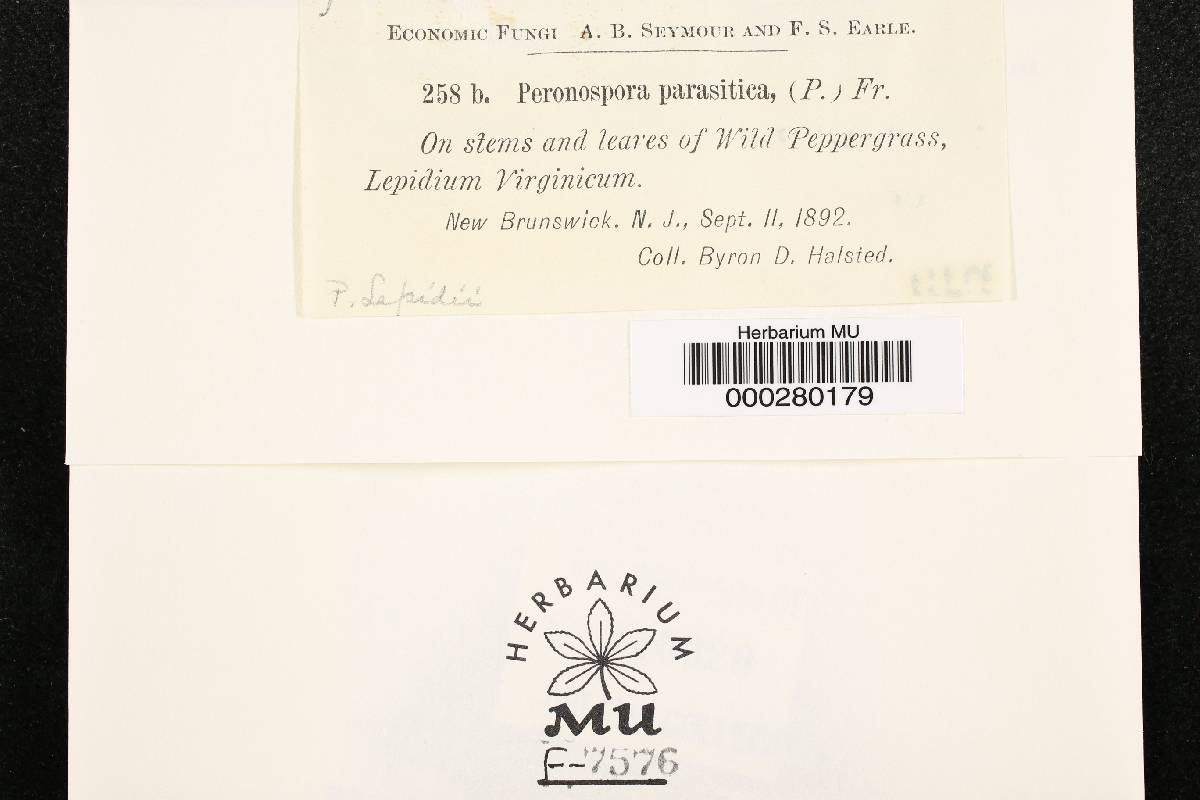 Economic Fungi A. B. Seymour and F. S. Earle.
258 b. Peronospora parasitica, (P.) Fr.
On stems and leaves of Wild Peppergrass,
Lepidium Virginicum.
New Brunswick. N. J., Sept. 11, 1892.
Coll. Byron D. Halsted.
P. Lepidii
Herbarium MU
000280179
HERBARIUM
MU
F-7576